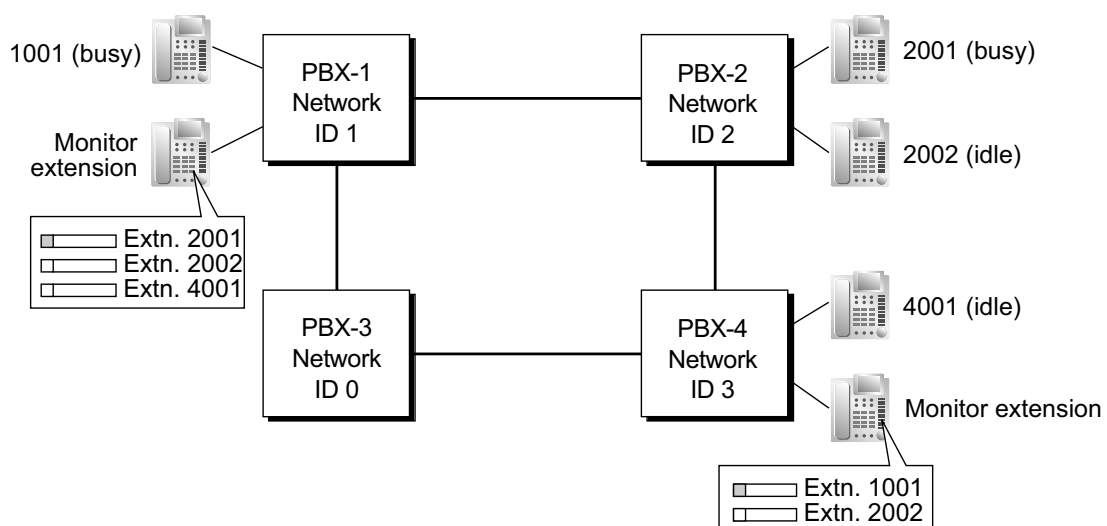 1001 (busy)
PBX-1
Network
ID 1
PBX-2
Network
ID 2
2001 (busy)
Monitor
extension
2002 (idle)
Extn. 2001
Extn. 2002
Extn. 4001
PBX-3
Network
ID 0
PBX-4
Network
ID 3
4001 (idle)
Monitor extension
Extn. 1001
Extn. 2002